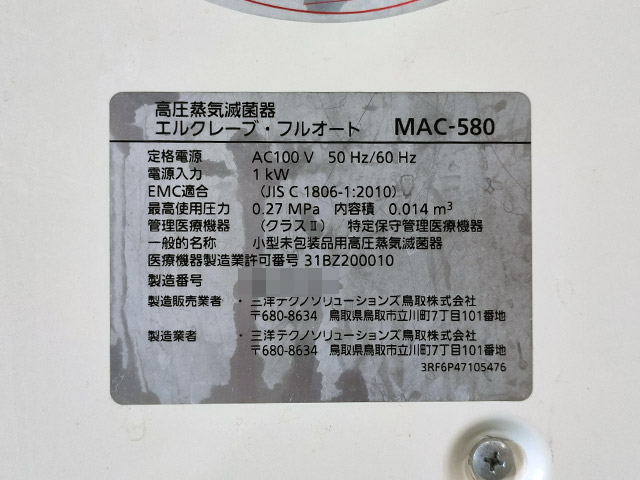 高圧蒸気滅菌器
エルクレーブ・フルオート MAC-580
定格電源 AC100 V 50 Hz/60 Hz
電源入力 1 kW
EMC適合 (JIS C 1806-1:2010)
最高使用圧力 0.27 MPa 内容積 0.014 m³
管理医療機器 (クラスⅡ) 特定保守管理医療機器
一般的名称 小型未包装品用高圧蒸気滅菌器
医療機器製造業許可番号 31BZ200010
製造番号
製造販売業者 ・ 三洋テクノソリューションズ鳥取株式会社
〒680-8634 鳥取県鳥取市立川町7丁目101番地
製造業者 ・ 三洋テクノソリューションズ鳥取株式会社
〒680-8634 鳥取県鳥取市立川町7丁目101番地
3RF6P47105476